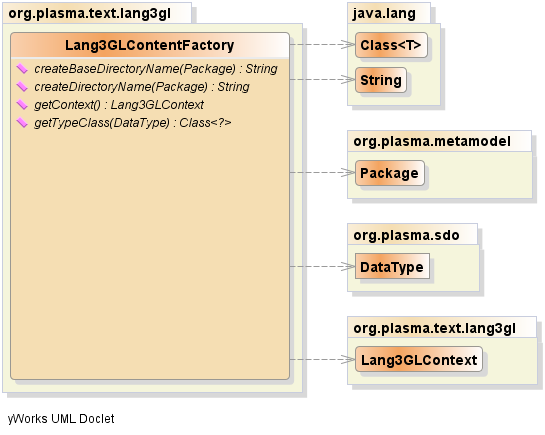 org.plasma.text.lang3gl
Lang3GLContentFactory
createBaseDirectoryName(Package) : String
createDirectoryName(Package) : String
getContext() : Lang3GLContext
getTypeClass(DataType) : Class<?>
java.lang
Class<T>
String
org.plasma.metamodel
Package
org.plasma.sdo
DataType
org.plasma.text.lang3gl
Lang3GLContext
yWorks UML Doclet